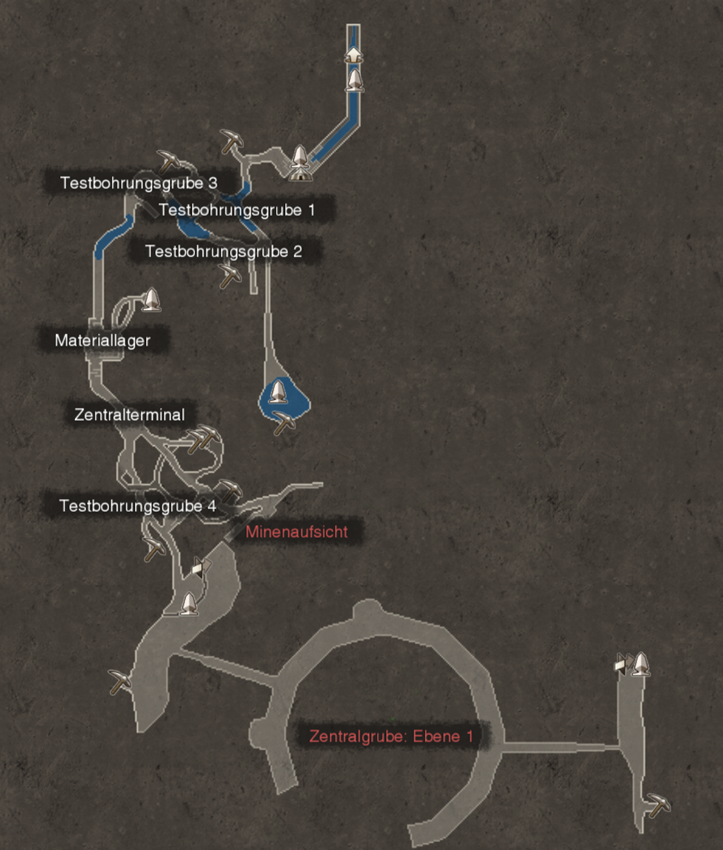 Testbohrungsgrube 3
Testbohrungsgrube 1
Testbohrungsgrube 2
Materiallager
Zentralterminal
Testbohrungsgrube 4
Minenaufsicht
Zentralgrube: Ebene 1